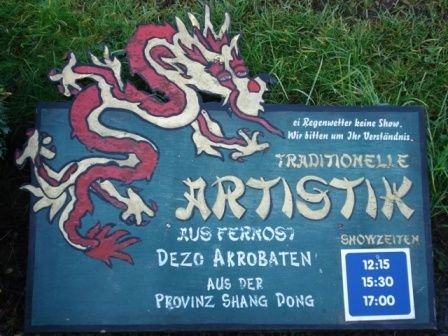 ei Regenwetter keine Show.
Wir bitten um Ihr Verständnis.
TRADITIONELLE
ARTISTIK
AUS FERNOST
DEZO AKROBATEN
AUS DER
PROVINZ SHANG DONG
SHOWZEITEN
12:15
15:30
17:00